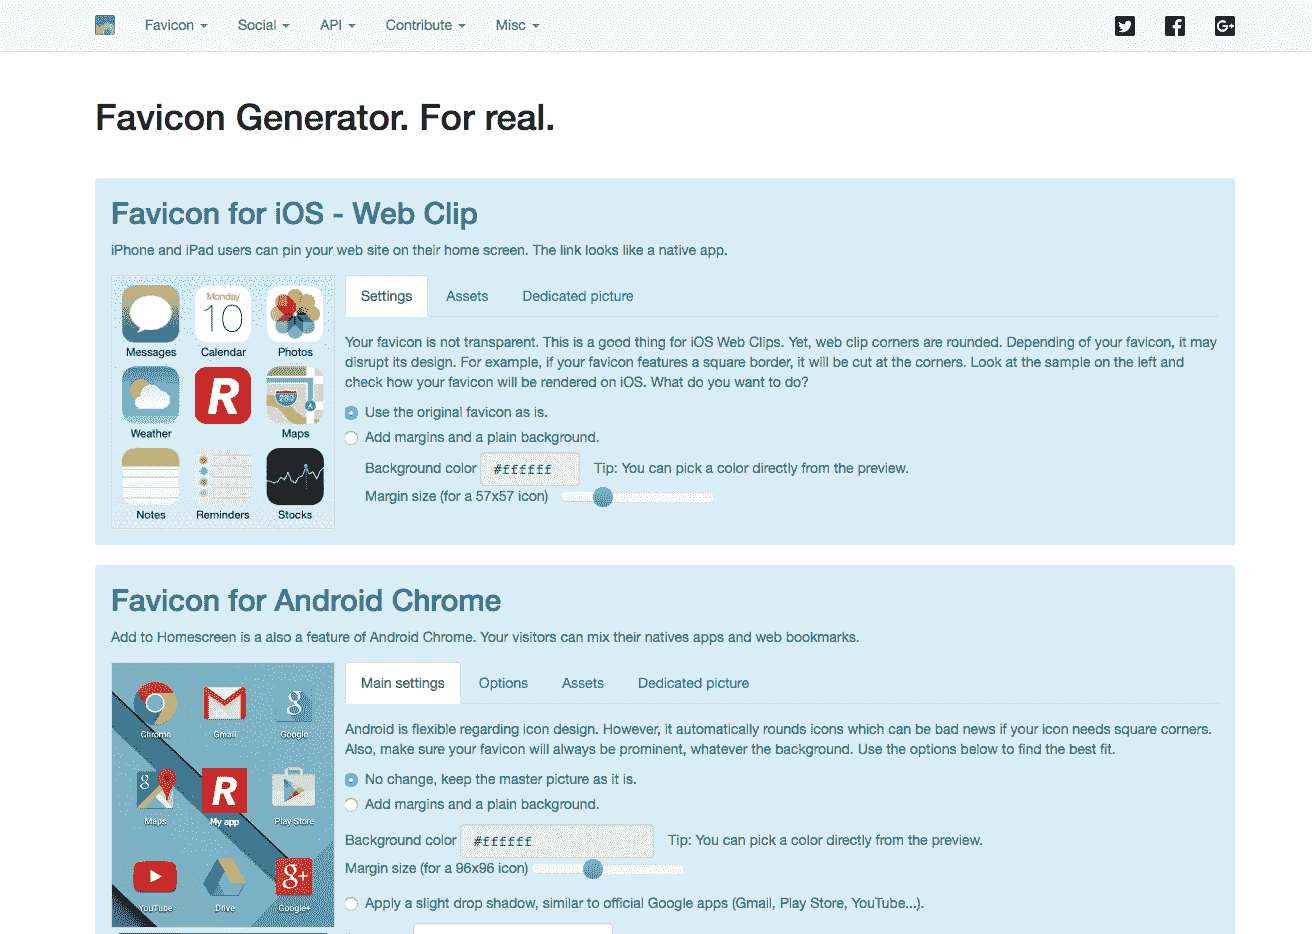 Favicon Social API Contribute Misc
Favicon Generator. For real.
Favicon for iOS - Web Clip
iPhone and iPad users can pin your web site on their home screen. The link looks like a native app.
Monday
10
Messages Calendar Photos
280
R
Weather Maps
Notes Reminders Stocks
Settings Assets Dedicated picture
Your favicon is not transparent. This is a good thing for iOS Web Clips. Yet, web clip corners are rounded. Depending of your favicon, it may
disrupt its design. For example, if your favicon features a square border, it will be cut at the corners. Look at the sample on the left and
check how your favicon will be rendered on iOS. What do you want to do?
Use the original favicon as is.
Add margins and a plain background.
Background color #ffffff Tip: You can pick a color directly from the preview.
Margin size (for a 57x57 icon)
Favicon for Android Chrome
Add to Homescreen is a also a feature of Android Chrome. Your visitors can mix their natives apps and web bookmarks.
8
Chrome Gmail Google
8 R
Maps My app Play Store
g+
YouTube Drive Google+
Main settings Options Assets Dedicated picture
Android is flexible regarding icon design. However, it automatically rounds icons which can be bad news if your icon needs square corners.
Also, make sure your favicon will always be prominent, whatever the background. Use the options below to find the best fit.
No change, keep the master picture as it is.
Add margins and a plain background.
Background color #ffffff Tip: You can pick a color directly from the preview.
Margin size (for a 96x96 icon)
Apply a slight drop shadow, similar to official Google apps (Gmail, Play Store, YouTube...).